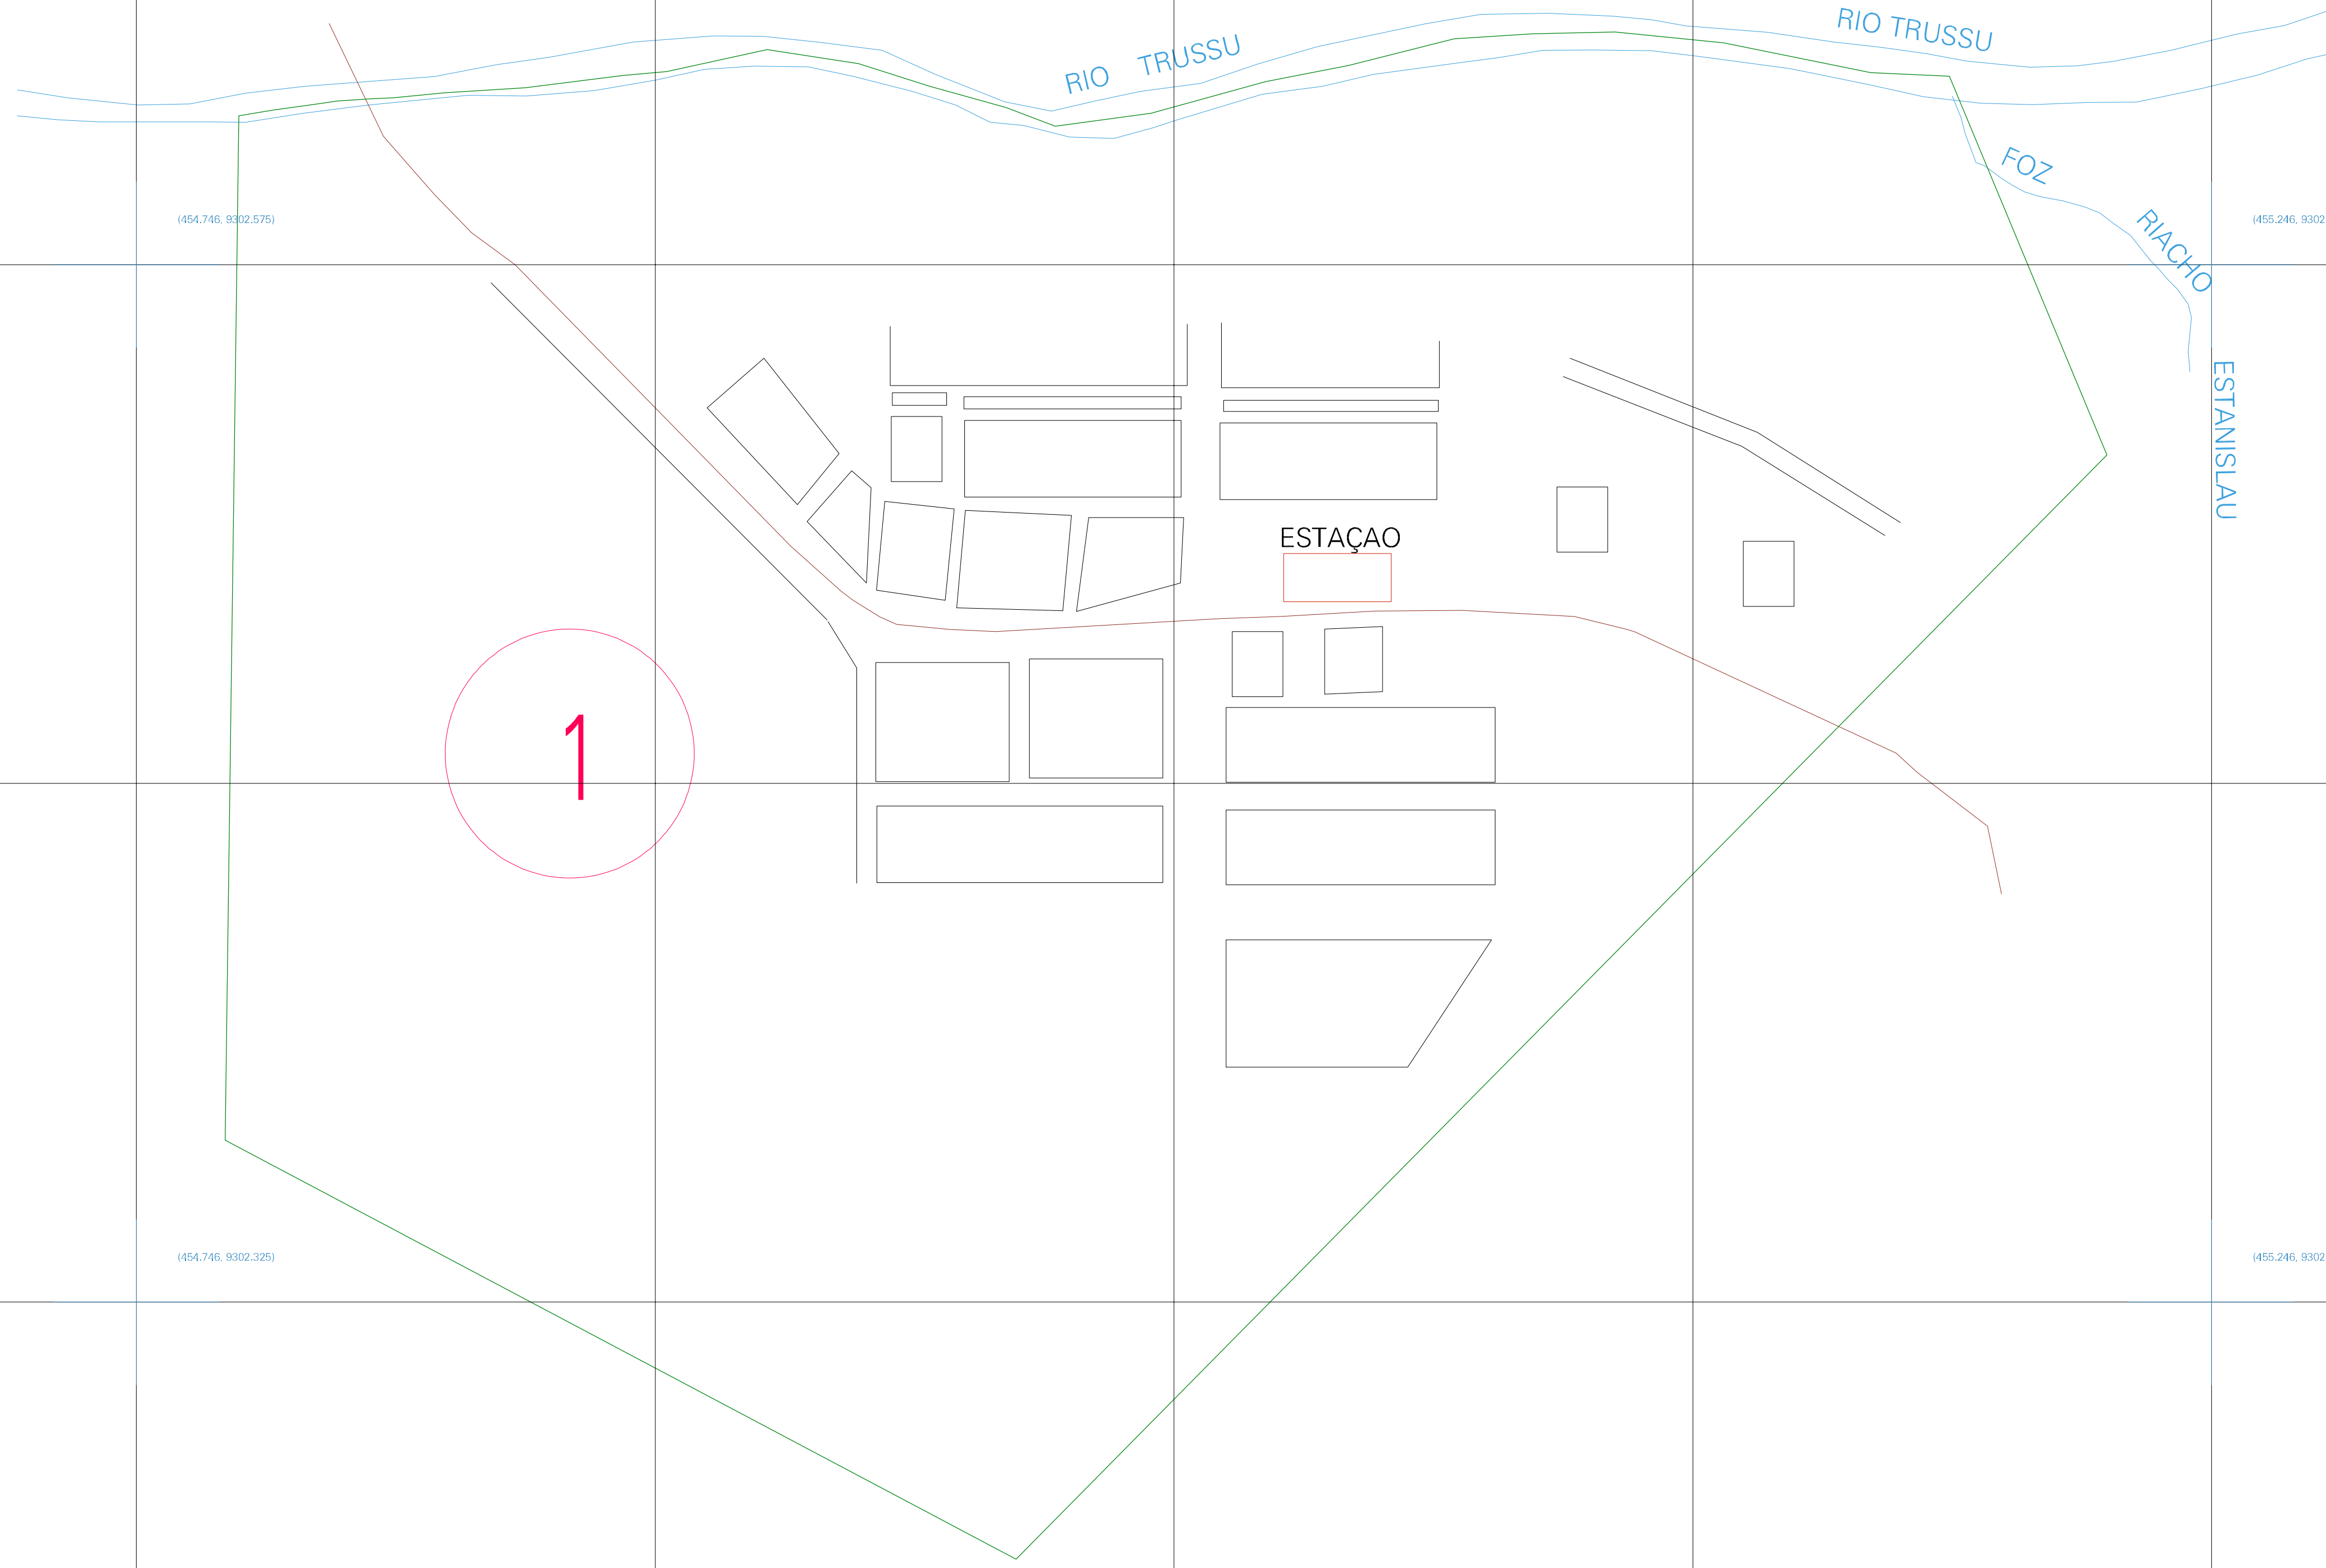 RIO TRUSSU
RIO TRUSSU
FOZ
RIACHO
ESTANISLAU
(454.746, 9302.575)
(455.246, 9302
ESTAÇAO
1
(454.746, 9302.325)
(455.246, 9302